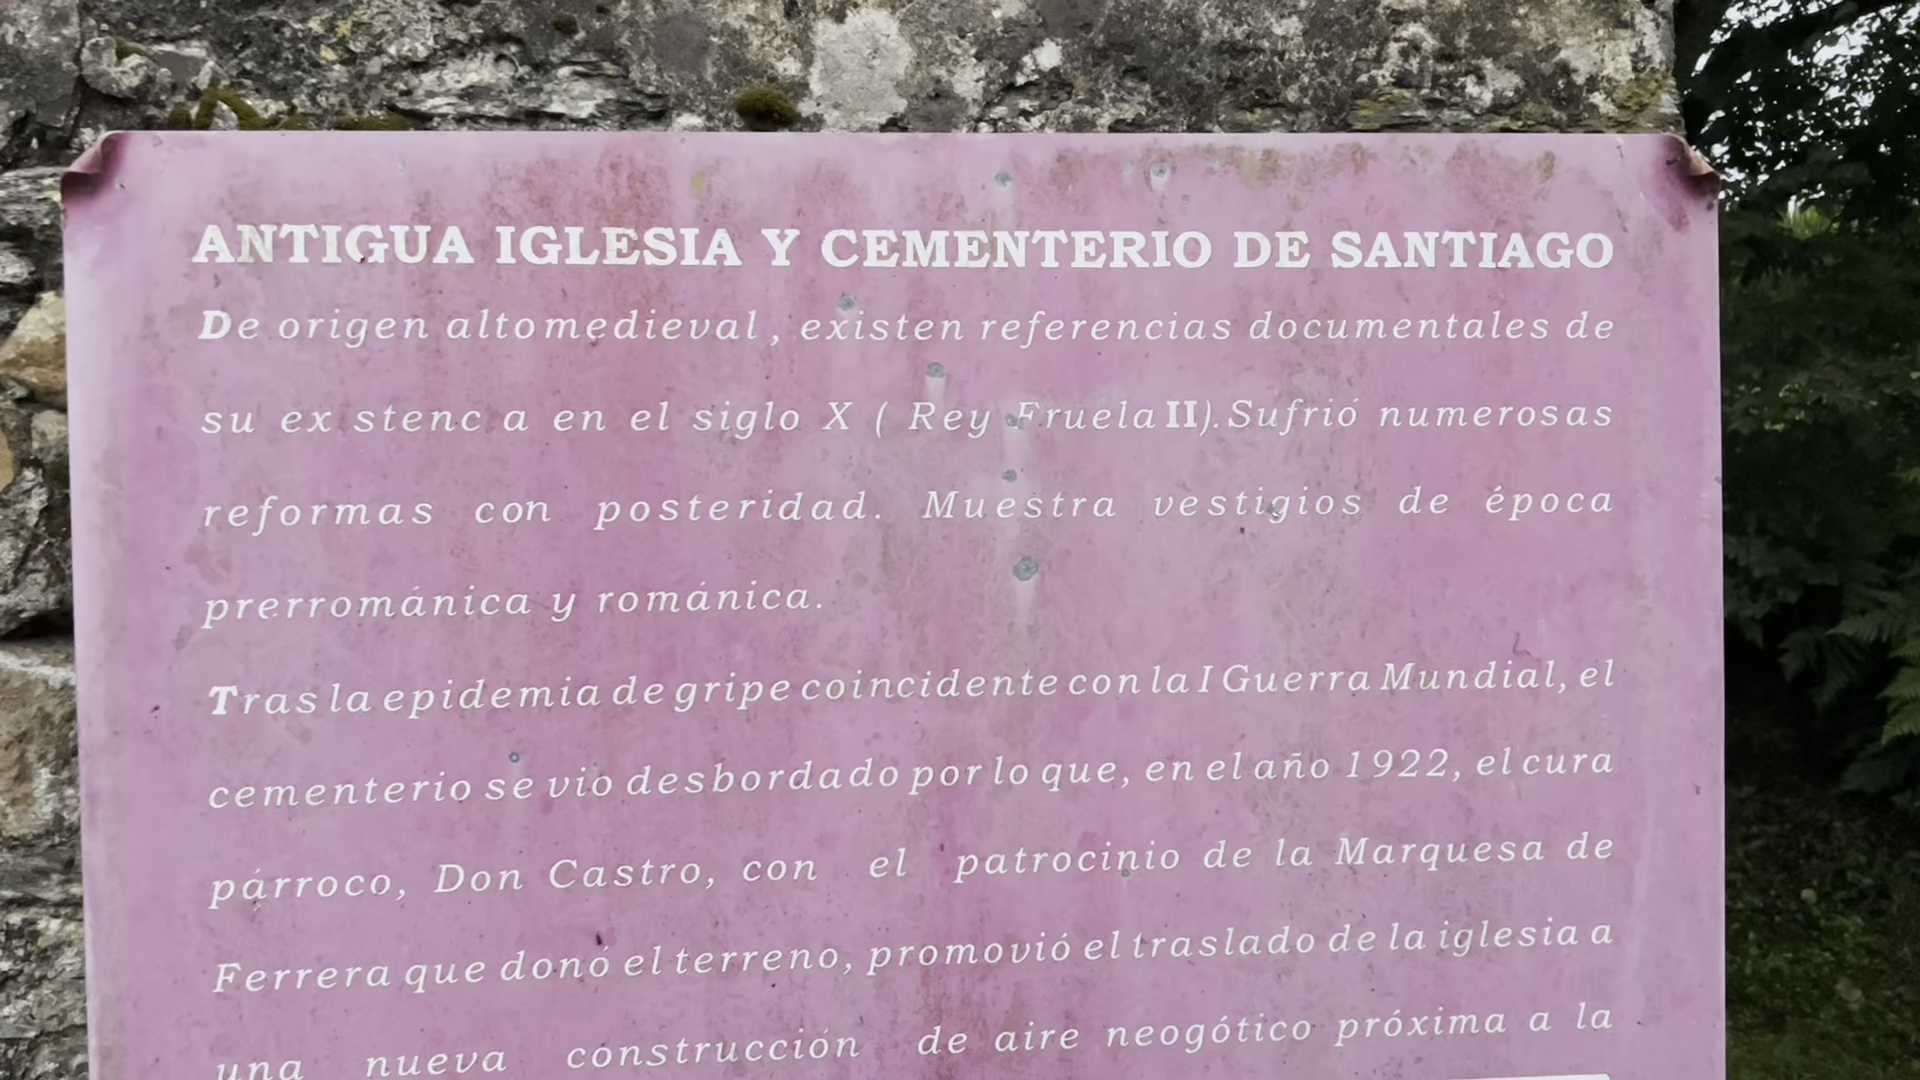 ANTIGUA IGLESIA Y CEMENTERIO DE SANTIAGO
De origen altomedieval, existen referencias documentales de
su ex stenc a en el siglo X ( Rey Fruela II). Sufrió numerosas
reformas con posteridad. Muestra vestigios de época
prerrománica y románica.
Tras la epidemia de gripe coincidente con la I Guerra Mundial, el
cementerio se vio desbordado por lo que, en el año 1922, el cura
párroco, Don Castro, con el patrocinio de la Marquesa de
Ferrera que donó el terreno, promovió el traslado de la iglesia a
una nueva construcción de aire neogótico próxima a la